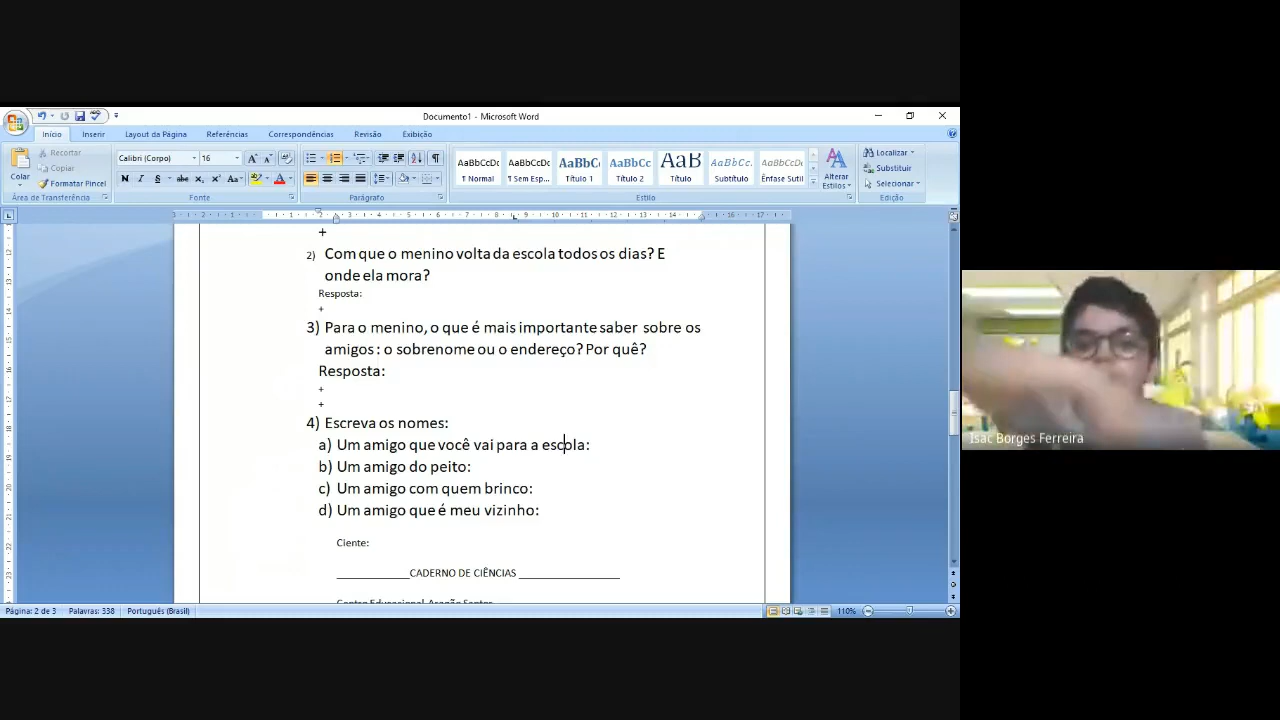 Documento1 - Microsoft Word
Início Inserir Layout da Página Referências Correspondências Revisão Exibição
Colar
Recortar
Copiar
Formatar Pincel
Área de Transferência
Calibri (Corpo) 16
Fonte
Parágrafo
AaBbCcDc AaBbCcDc AaBbC AaBbCc AaB AaBbCc. AaBbCcDc
¶ Normal ¶ Sem Esp... Título 1 Título 2 Título Subtítulo Ênfase Sutil
Alterar Estilos
Estilo
Localizar
Substituir
Selecionar
Edição
+
2) Com que o menino volta da escola todos os dias? E
onde ela mora?
Resposta:
+
3) Para o menino, o que é mais importante saber sobre os
amigos : o sobrenome ou o endereço? Por quê?
Resposta:
+
+
4) Escreva os nomes:
a) Um amigo que você vai para a escola:
b) Um amigo do peito:
c) Um amigo com quem brinco:
d) Um amigo que é meu vizinho:
Ciente:
_____________CADERNO DE CIÊNCIAS __________________
Página: 2 de 3 Palavras: 338 Português (Brasil) 110%
Isac Borges Ferreira